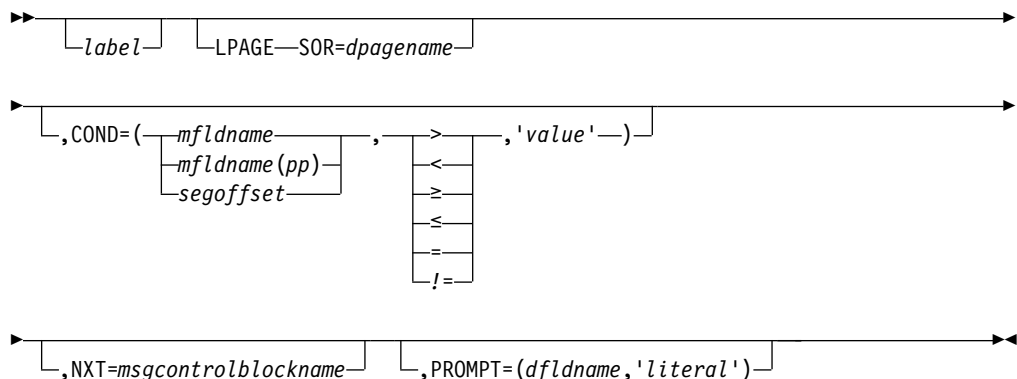 label LPAGE SOR=dpagename
,COND=( mfldname , > ,'value' )
mfldname(pp) <
segoffset ≥
≤
=
!=
,NXT=msgcontrolblockname ,PROMPT=(dfldname,'literal')